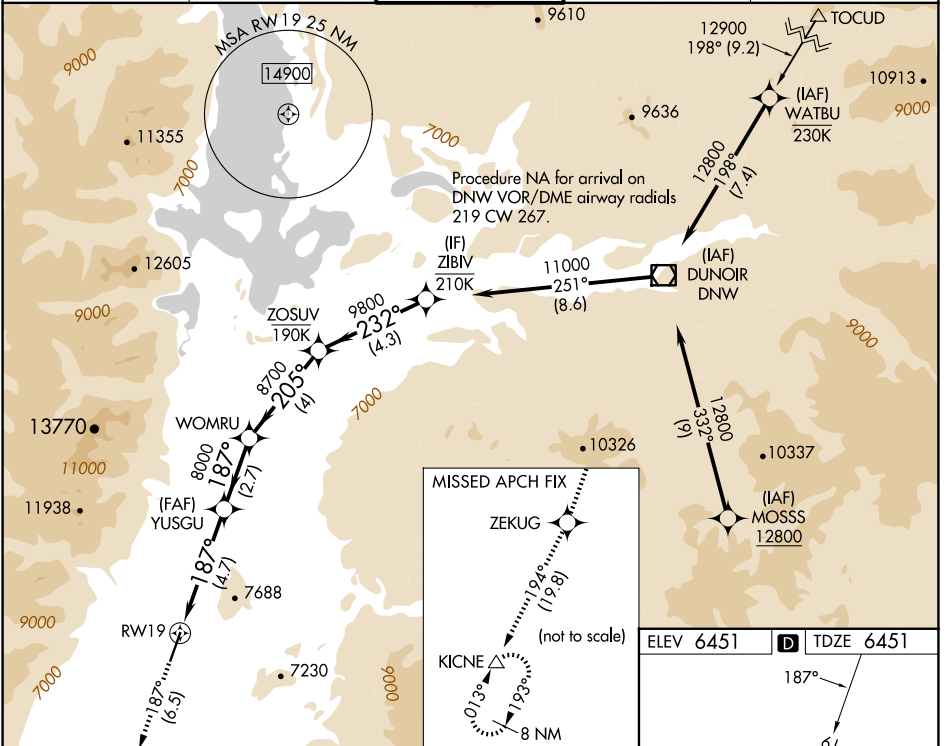 9610
TOCUD
12900
198° (9.2)
MSA RW19 25 NM
14900
9000
10913
9000
(IAF)
WATBU
230K
11355
7000
7000
9636
12800
198°
(7.4)
Procedure NA for arrival on
DNW VOR/DME airway radials
219 CW 267.
(IF)
ZIBIV
210K
11000
251°
(8.6)
(IAF)
DUNOIR
DNW
12605
9000
ZOSUV
190K
9800
232°
(4.3)
9000
8700
205°
(4)
7000
WOMRU
13770
11000
8000
187°
(2.7)
12800
332°
(9)
10326
10337
11938
(FAF)
YUSGU
(IAF)
MOSSS
12800
MISSED APCH FIX
ZEKUG
194°
(19.8)
(not to scale)
KICNE
013°
193°
8 NM
187°
(4.7)
7688
9000
RW19
7230
7000
9000
187°
(6.5)
ELEV 6451
D
TDZE 6451
187°